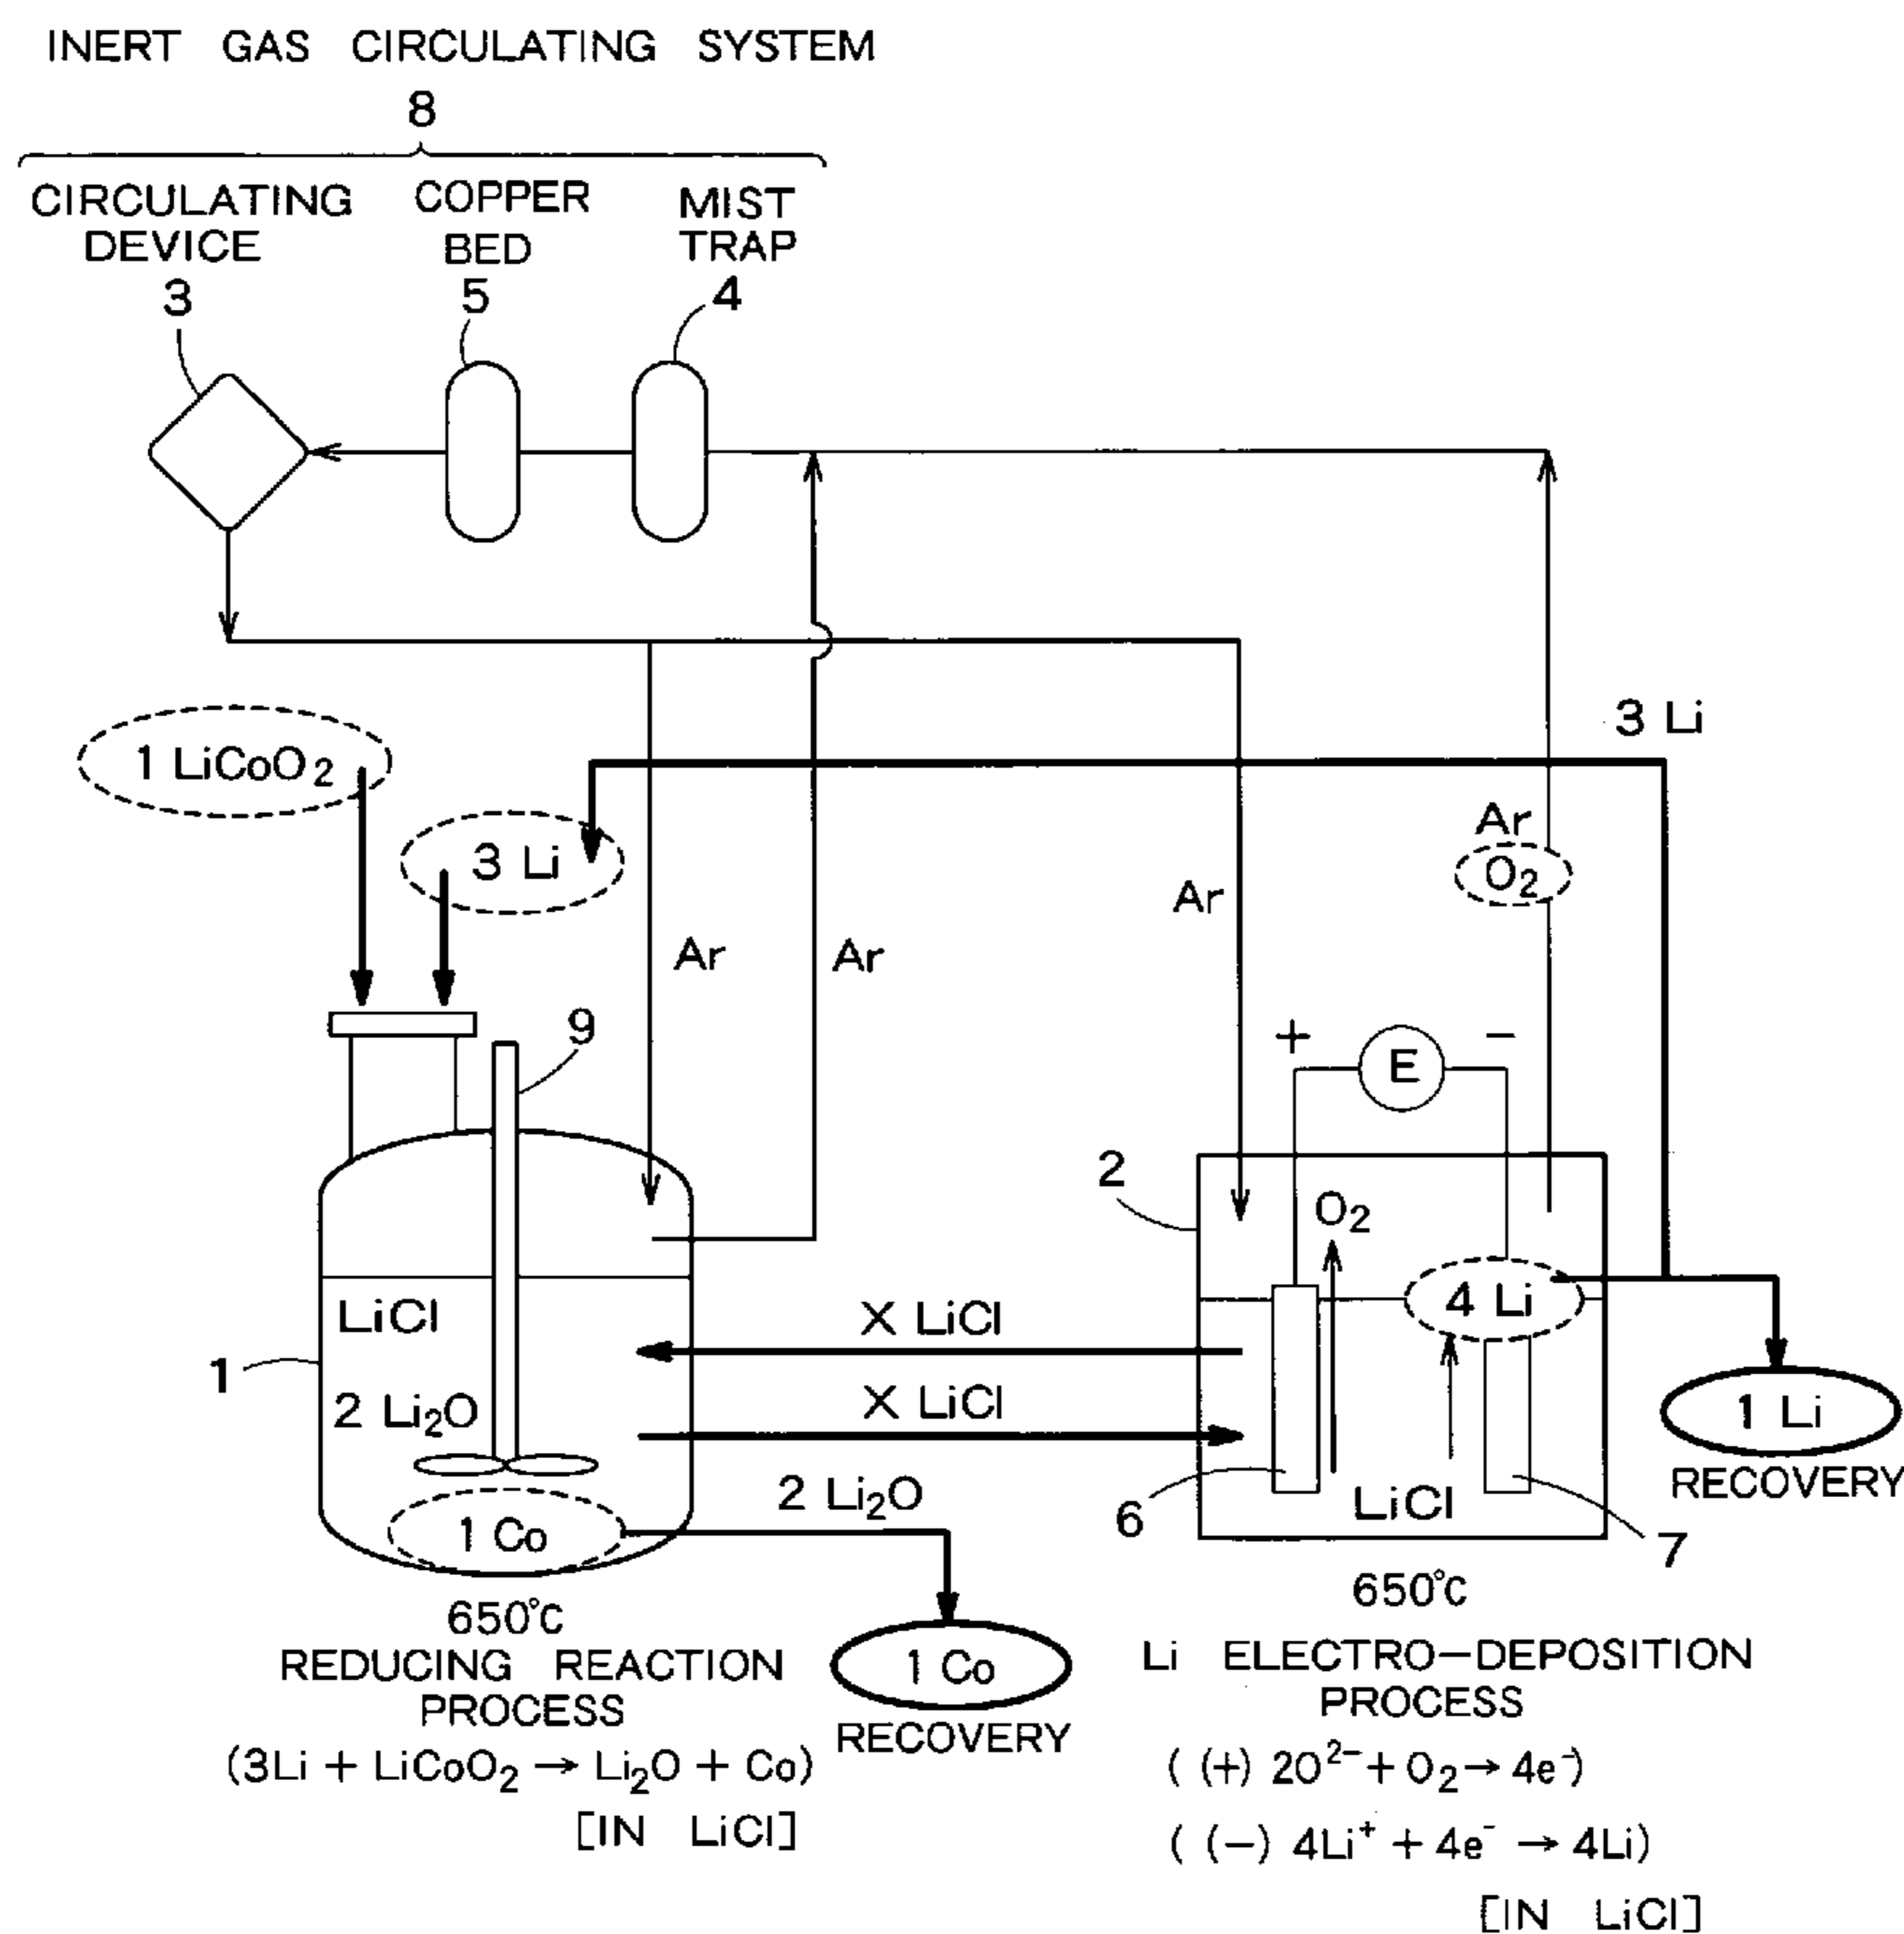 INERT GAS CIRCULATING SYSTEM
8
CIRCULATING DEVICE
3
COPPER BED
5
MIST TRAP
4
3 Li
1 LiCoO₂
3 Li
Ar
O₂
Ar
Ar
Ar
9
+
E
−
2
O₂
4 Li
LiCl
X LiCl
1
2 Li₂O
X LiCl
1 Li
RECOVERY
2 Li₂O
6
LiCl
7
1 Co
650°C
REDUCING REACTION
PROCESS
(3Li + LiCoO₂ → Li₂O + Co)
[IN LiCl]
1 Co
RECOVERY
650°C
Li ELECTRO-DEPOSITION
PROCESS
( (+) 2O²⁻ + O₂ → 4e⁻)
( (−) 4Li⁺ + 4e⁻ → 4Li)
[IN LiCl]